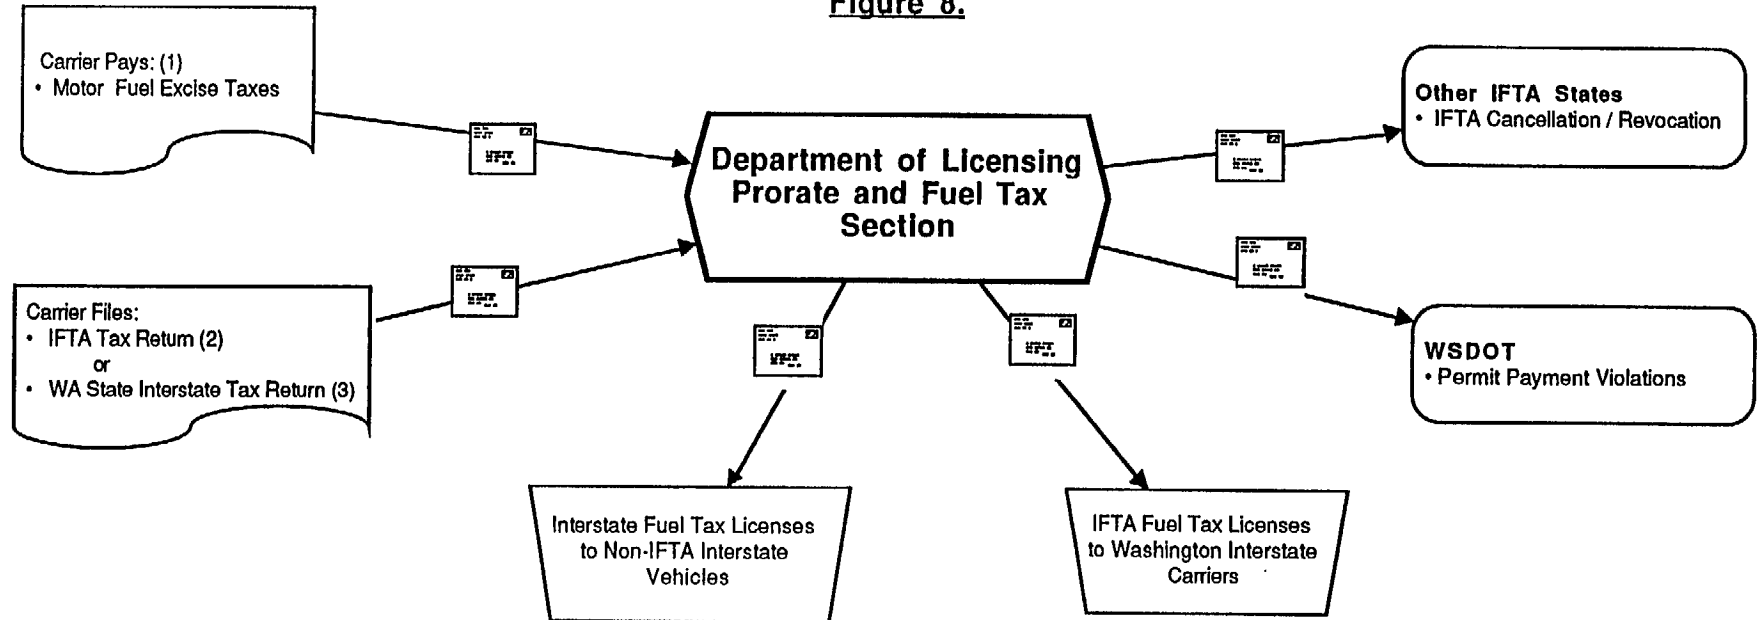 Figure 8.
Carrier Pays: (1)
• Motor Fuel Excise Taxes
Other IFTA States
• IFTA Cancellation / Revocation
Department of Licensing
Prorate and Fuel Tax
Section
Carrier Files:
• IFTA Tax Return (2)
or
• WA State Interstate Tax Return (3)
WSDOT
• Permit Payment Violations
Interstate Fuel Tax Licenses
to Non-IFTA Interstate
Vehicles
IFTA Fuel Tax Licenses
to Washington Interstate
Carriers